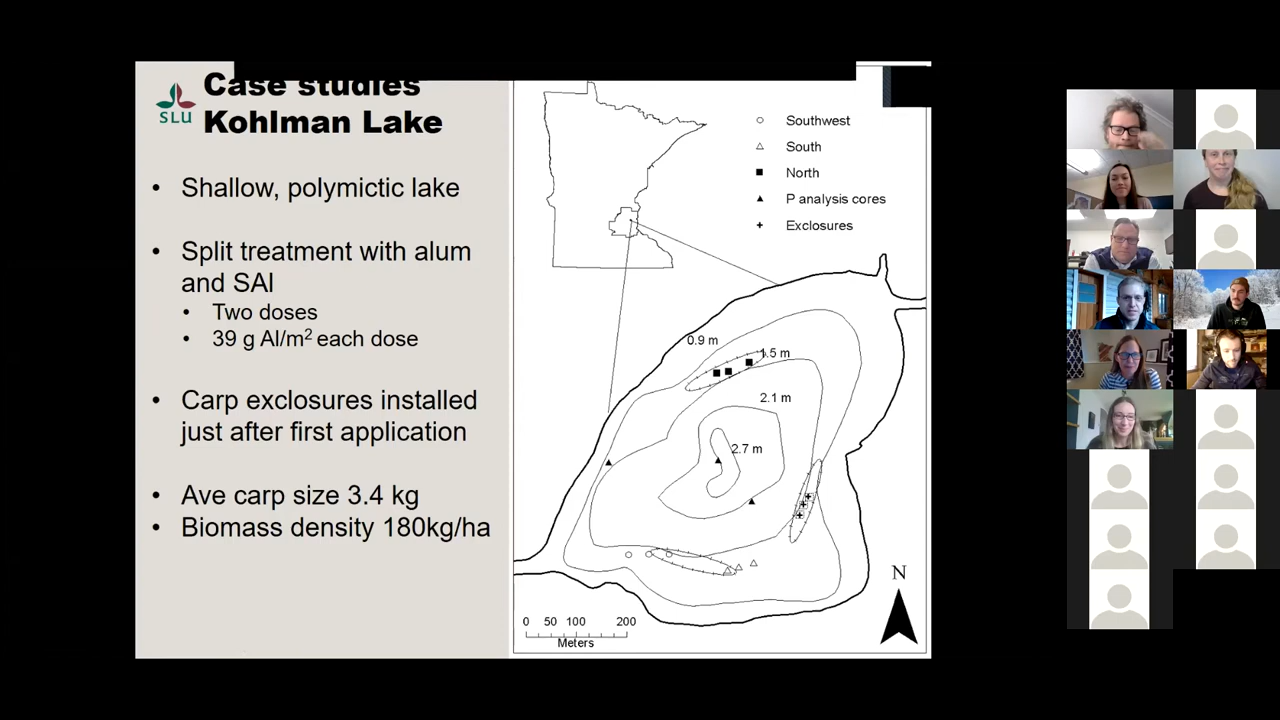 Case studies
Kohlman Lake
SLU
• Shallow, polymictic lake
• Split treatment with alum
and SAl
• Two doses
• 39 g Al/m² each dose
• Carp exclosures installed
just after first application
• Ave carp size 3.4 kg
• Biomass density 180kg/ha
Southwest
South
North
P analysis cores
Exclosures
0.9 m
1.5 m
2.1 m
2.7 m
N
0 50 100 200
Meters